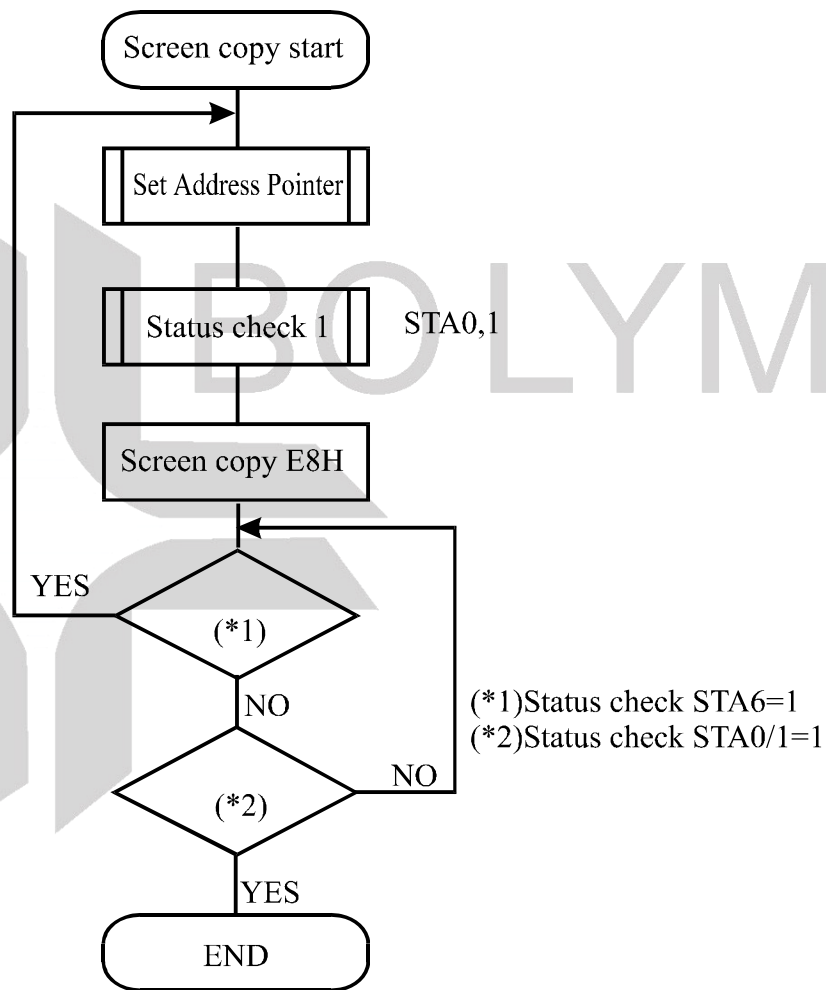 Screen copy start
Set Address Pointer
Status check 1
STA0,1
BOLYM
Screen copy E8H
YES
(*1)
NO
(*1)Status check STA6=1
(*2)Status check STA0/1=1
NO
(*2)
YES
END